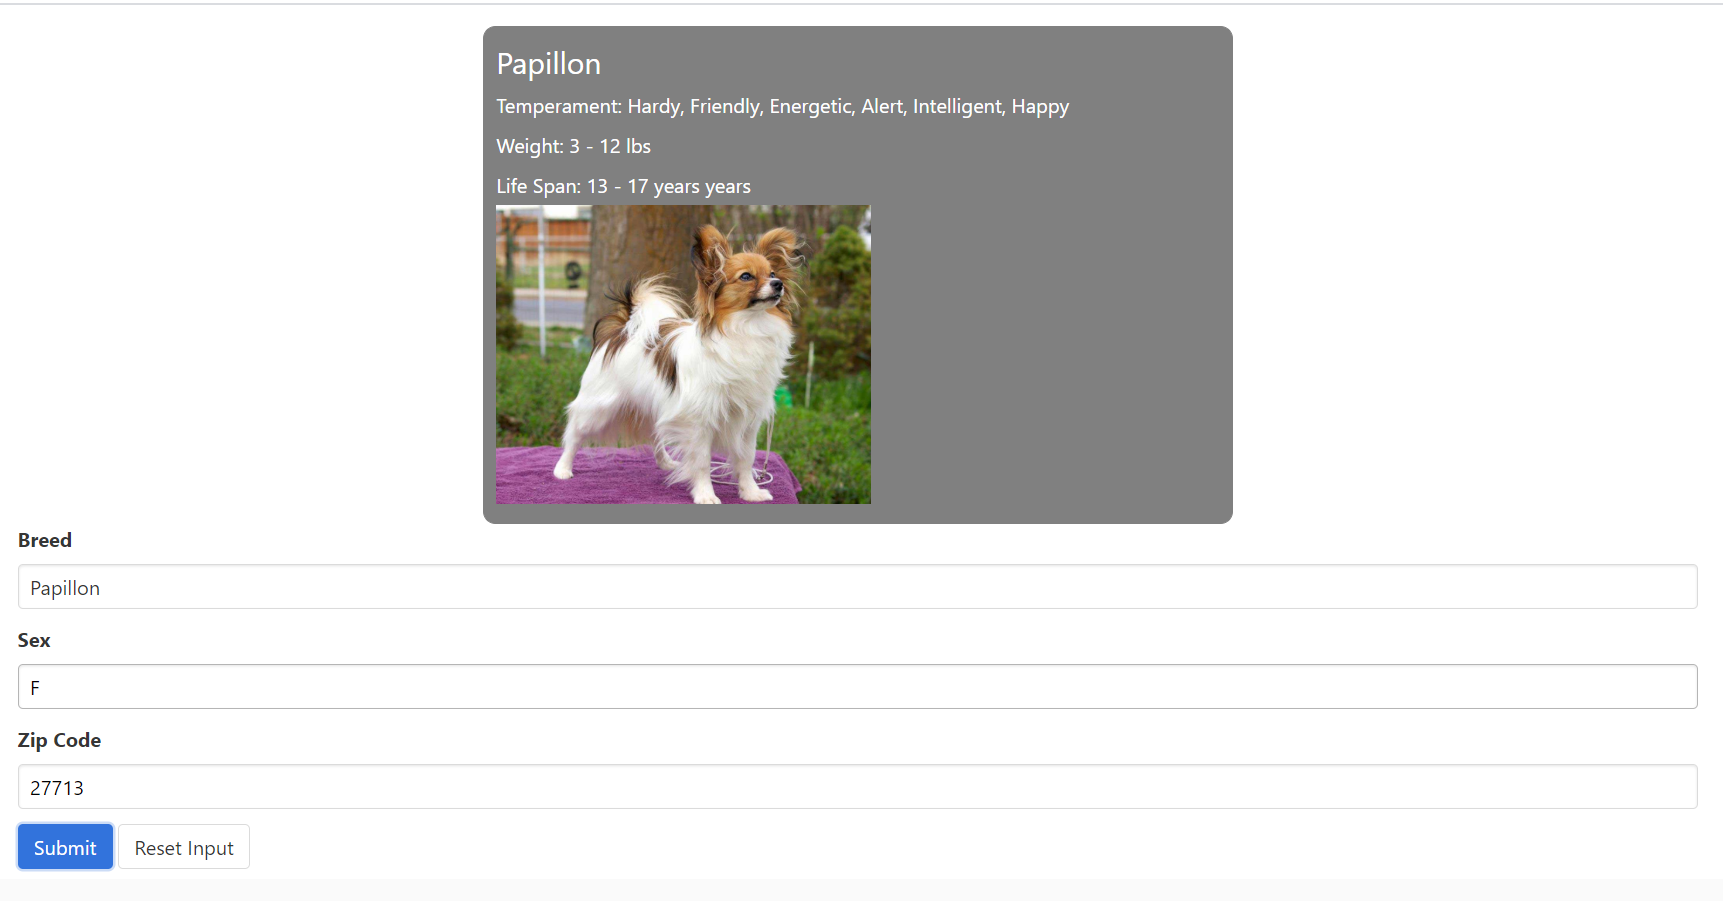 Papillon
Temperament: Hardy, Friendly, Energetic, Alert, Intelligent, Happy
Weight: 3 - 12 lbs
Life Span: 13 - 17 years years
Breed
Papillon
Sex
F
Zip Code
27713
Submit Reset Input